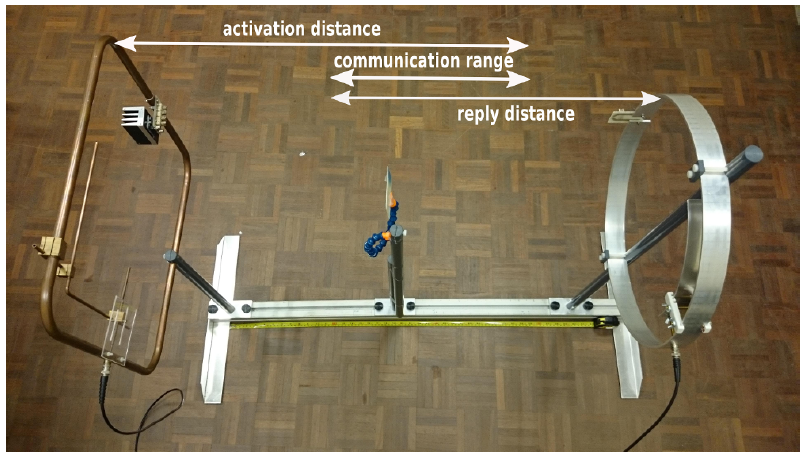 activation distance
communication range
reply distance